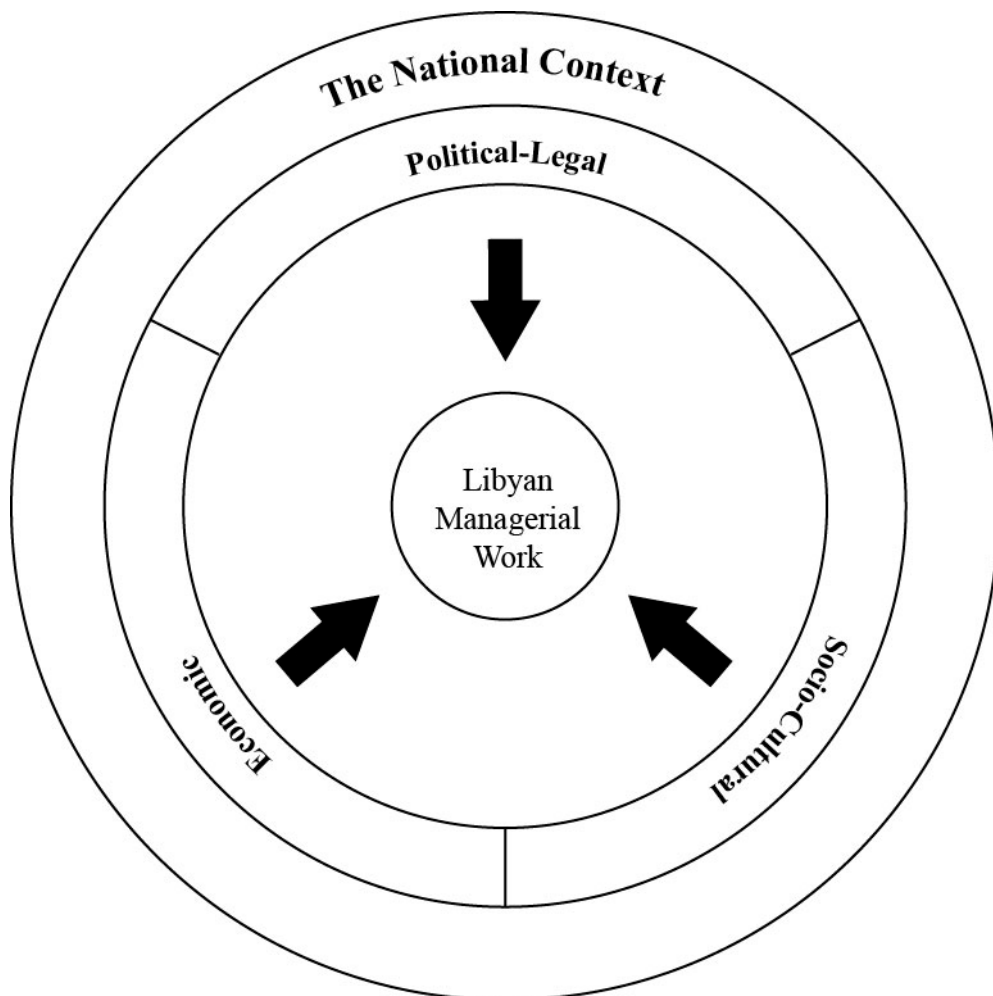 The National Context
Political-Legal
Libyan
Managerial
Work
Economic
Socio-Cultural